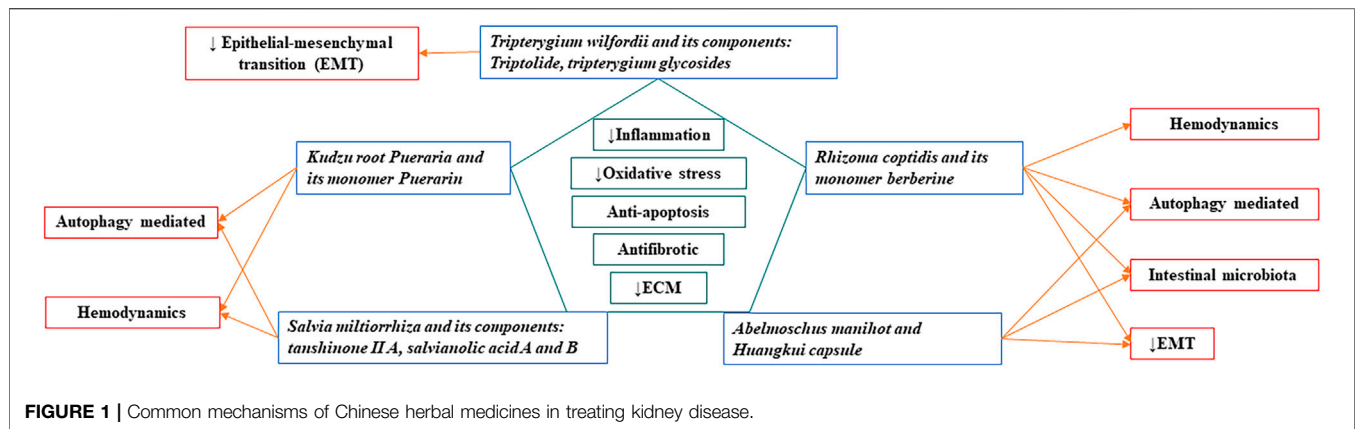 ↓ Epithelial-mesenchymal
transition (EMT)
Tripterygium wilfordii and its components:
Triptolide, tripterygium glycosides
↓Inflammation
↓Oxidative stress
Anti-apoptosis
Antifibrotic
↓ECM
Kudzu root Pueraria and
its monomer Puerarin
Rhizoma coptidis and its
monomer berberine
Autophagy mediated
Hemodynamics
Salvia miltiorrhiza and its components:
tanshinone II A, salvianolic acid A and B
Abelmoschus manihot and
Huangkui capsule
Hemodynamics
Autophagy mediated
Intestinal microbiota
↓EMT
FIGURE 1 | Common mechanisms of Chinese herbal medicines in treating kidney disease.